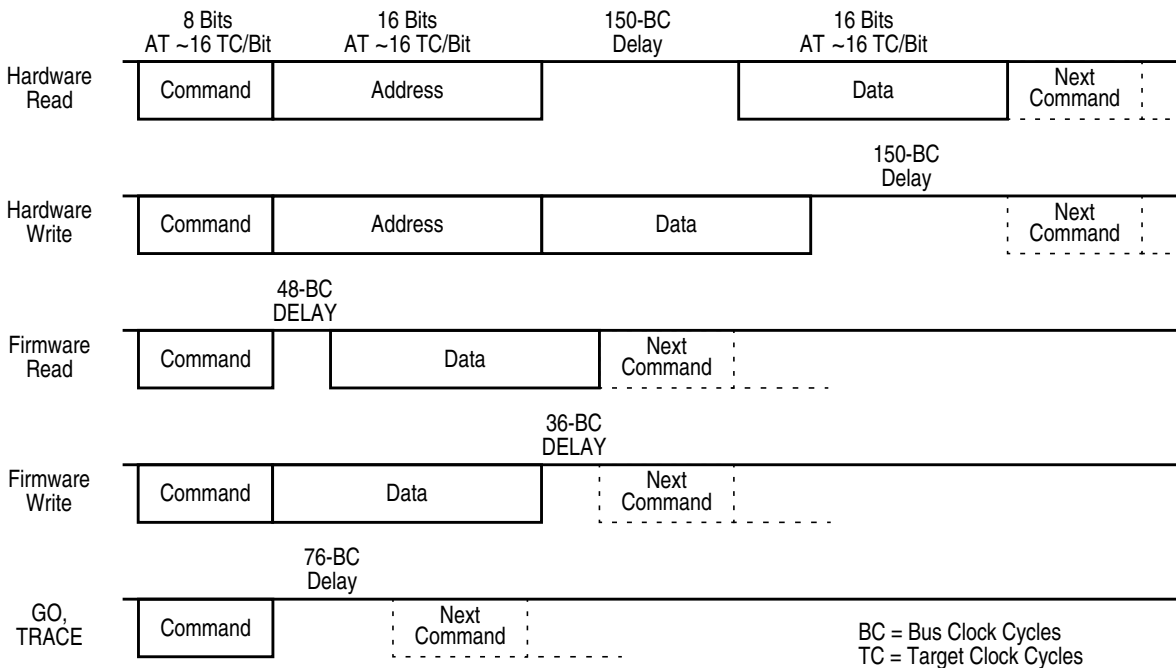 8 Bits
AT ~16 TC/Bit
16 Bits
AT ~16 TC/Bit
150-BC
Delay
16 Bits
AT ~16 TC/Bit
Hardware
Read
Command
Address
Data
Next
Command
150-BC
Delay
Hardware
Write
Command
Address
Data
Next
Command
48-BC
DELAY
Firmware
Read
Command
Data
Next
Command
36-BC
DELAY
Firmware
Write
Command
Data
Next
Command
76-BC
Delay
GO,
TRACE
Command
Next
Command
BC = Bus Clock Cycles
TC = Target Clock Cycles